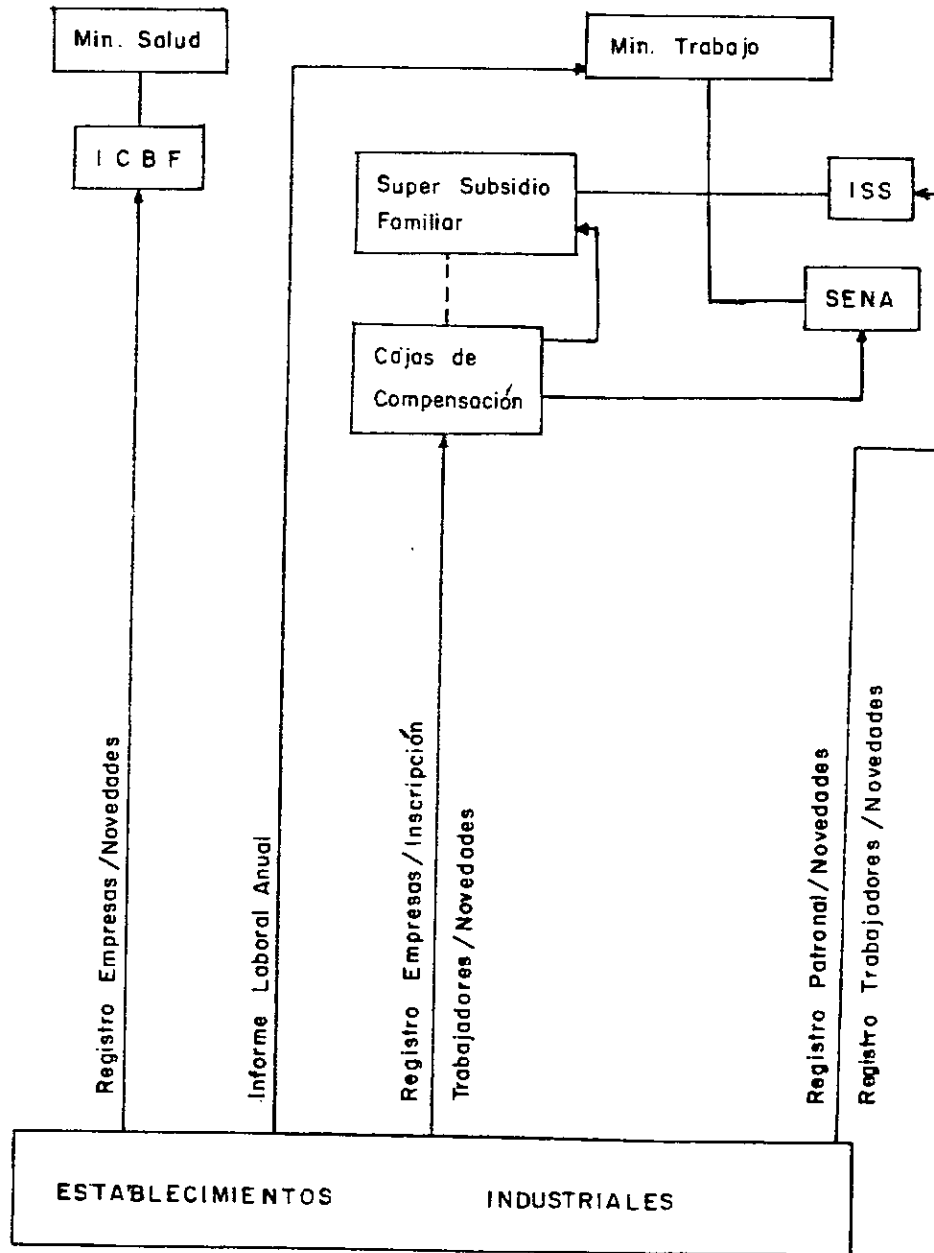 Min. Salud
Min. Trabajo
I C B F
Super Subsidio
Familiar
ISS
SENA
Cajas de
Compensación
Registro Empresas/Novedades
Informe Laboral Anual
Registro Empresas/Inscripción
Trabajadores/Novedades
Registro Patronal/Novedades
Registro Trabajadores/Novedades
ESTABLECIMIENTOS INDUSTRIALES